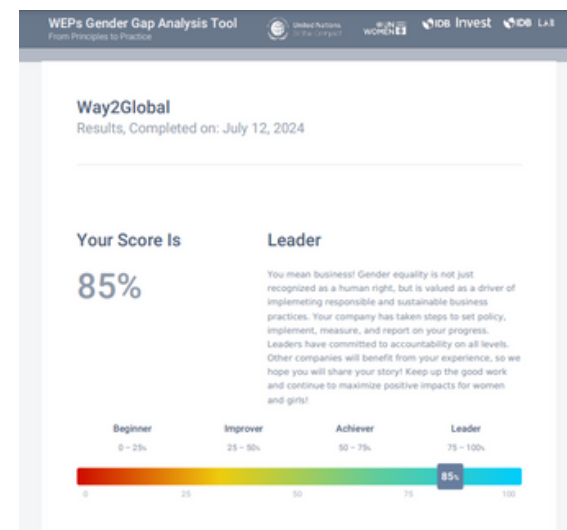 WEPs Gender Gap Analysis Tool
From Principles to Practice
United Nations
Global Compact
UN
WOMEN
IDB Invest
IDB LAB
Way2Global
Results, Completed on: July 12, 2024
Your Score Is
85%
Leader
You mean business! Gender equality is not just
recognized as a human right, but is valued as a driver of
implemeting responsible and sustainable business
practices. Your company has taken steps to set policy,
implement, measure, and report on your progress.
Leaders have committed to accountability on all levels.
Other companies will benefit from your experience, so we
hope you will share your story! Keep up the good work
and continue to maximize positive impacts for women
and girls!
Beginner Improver Achiever Leader
0 – 25% 25 – 50% 50 – 75% 75 – 100%
85%
0 25 50 75 100